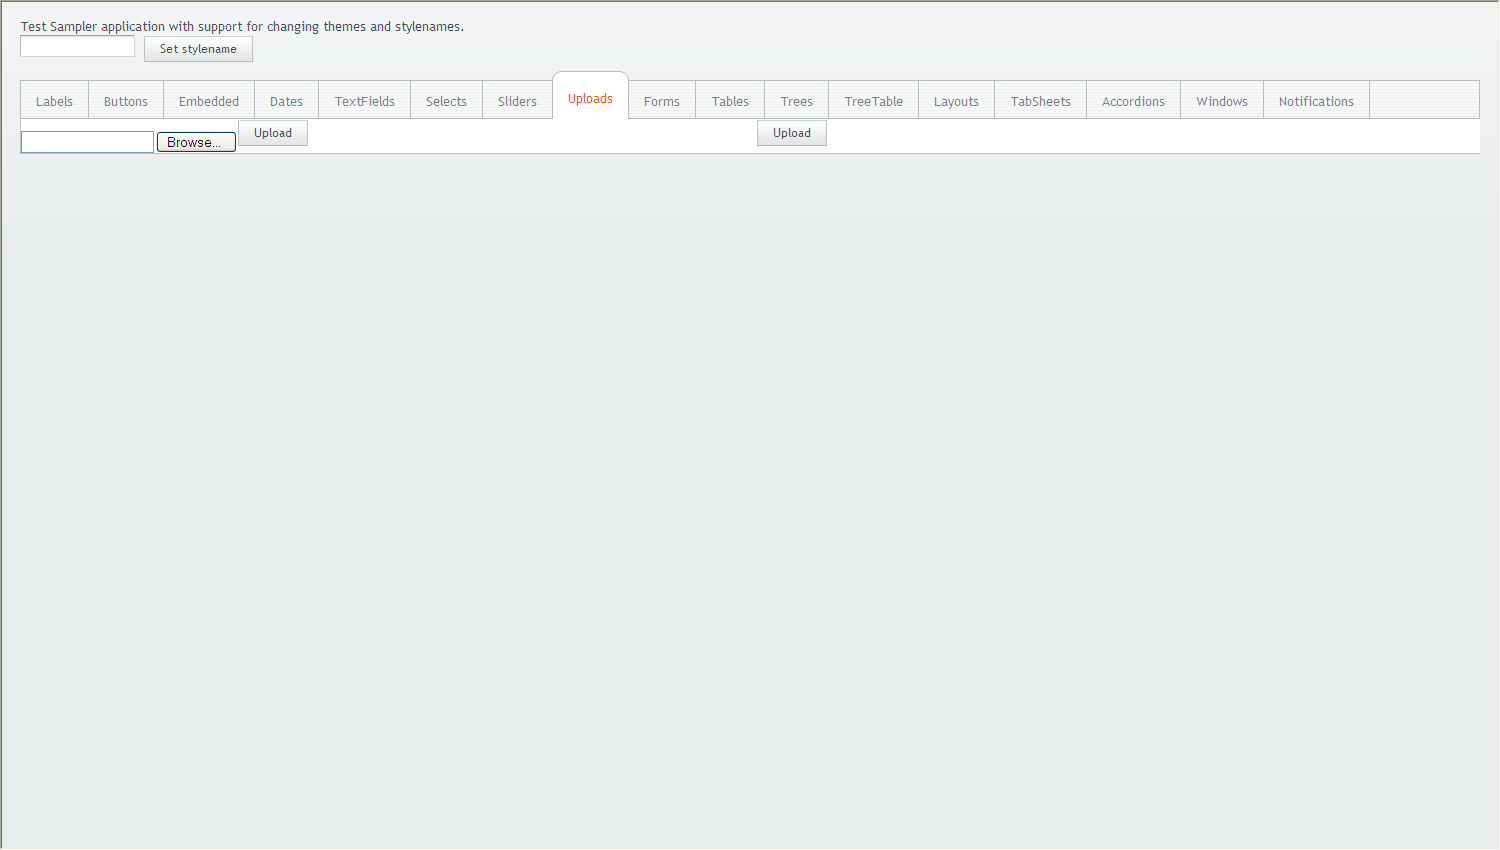 Test Sampler application with support for changing themes and stylenames.
Set stylename
Labels Buttons Embedded Dates TextFields Selects Sliders Uploads Forms Tables Trees TreeTable Layouts TabSheets Accordions Windows Notifications
Browse... Upload Upload